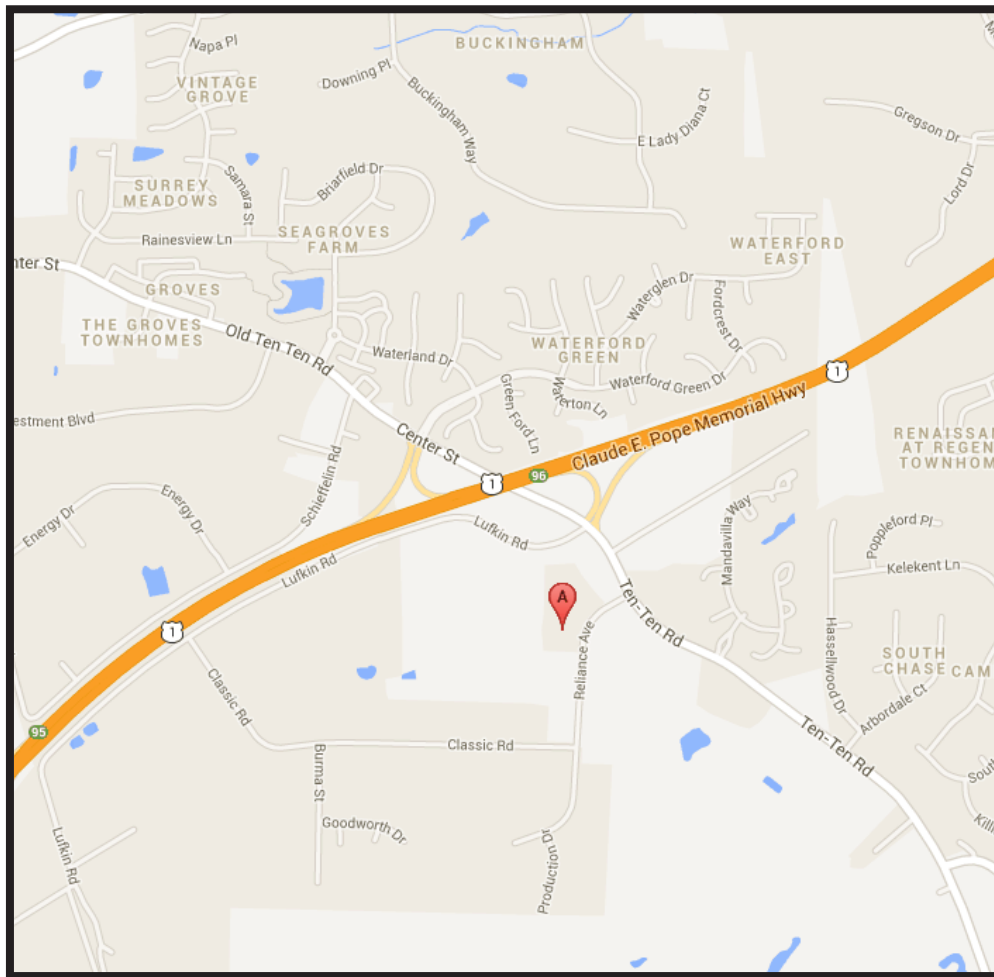 Napa Pl
BUCKINGHAM
Downing Pl
VINTAGE
GROVE
Buckingham Way
E Lady Diana Ct
Gregson Dr
Lord Dr
SURREY
MEADOWS
Samara St
Briarfield Dr
SEAGROVES
FARM
Rainesview Ln
WATERFORD
EAST
nter St
GROVES
Waterglen Dr
Fordcrest Dr
THE GROVES
TOWNHOMES
Old Ten Ten Rd
Waterland Dr
WATERFORD
GREEN
Waterford Green Dr
Waterton Ln
Green Ford Ln
1
Claude E. Pope Memorial Hwy
estment Blvd
Center St
RENAISSAN
AT REGEN
TOWNHOM
Schieffelin Rd
96
1
Energy Dr
Energy Dr
Lufkin Rd
Lufkin Rd
Mandavilla Way
Poppleford Pl
Kelekent Ln
A
Ten-Ten Rd
1
Reliance Ave
Hassellwood Dr
SOUTH
CHASE
CAM
Classic Rd
Arbordale Ct
95
Classic Rd
Ten-Ten Rd
Burma St
South
Goodworth Dr
Killi
Lufkin Rd
Production Dr